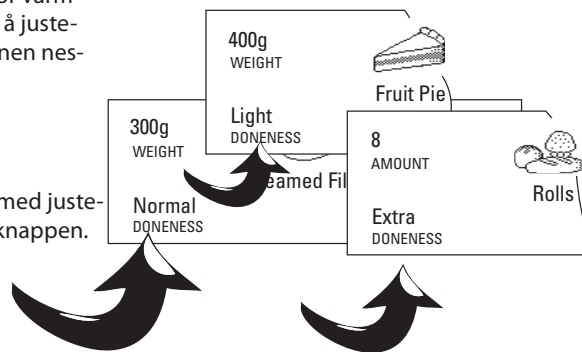 å juste-
nen nes-
med juste-
knappen.
400g
WEIGHT
Fruit Pie
Light
DONENESS
300g
WEIGHT
eamed Fil
Normal
DONENESS
8
AMOUNT
Rolls
Extra
DONENESS